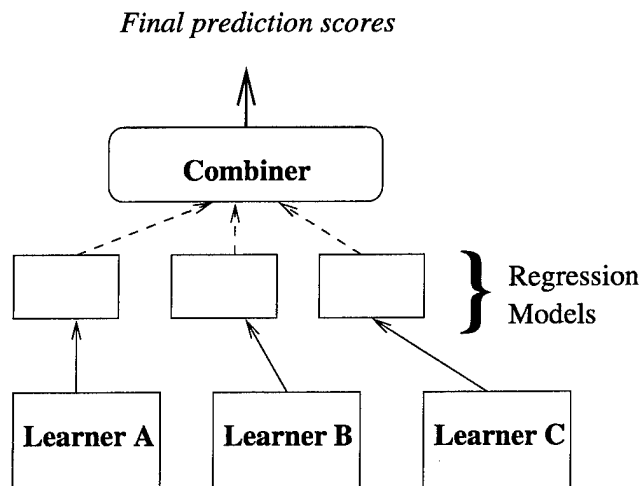 Final prediction scores
Combiner
Regression
Models
Learner A
Learner B
Learner C